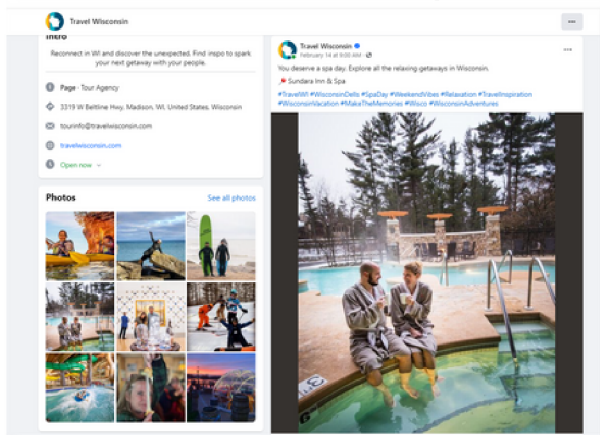 Travel Wisconsin
Intro
Reconnect in WI and discover the unexpected. Find inspo to spark
your next getaway with your people.
Page · Tour Agency
3319 W Beltline Hwy, Madison, WI, United States, Wisconsin
tourinfo@travelwisconsin.com
travelwisconsin.com
Open now
Photos
See all photos
Travel Wisconsin
February 14 at 9:00 AM ·
You deserve a spa day. Explore all the relaxing getaways in Wisconsin.
Sundara Inn & Spa
#TravelWI #WisconsinDells #SpaDay #WeekendVibes #Relaxation #TravelInspiration
#WisconsinVacation #MakeTheMemories #Wisco #WisconsinAdventures